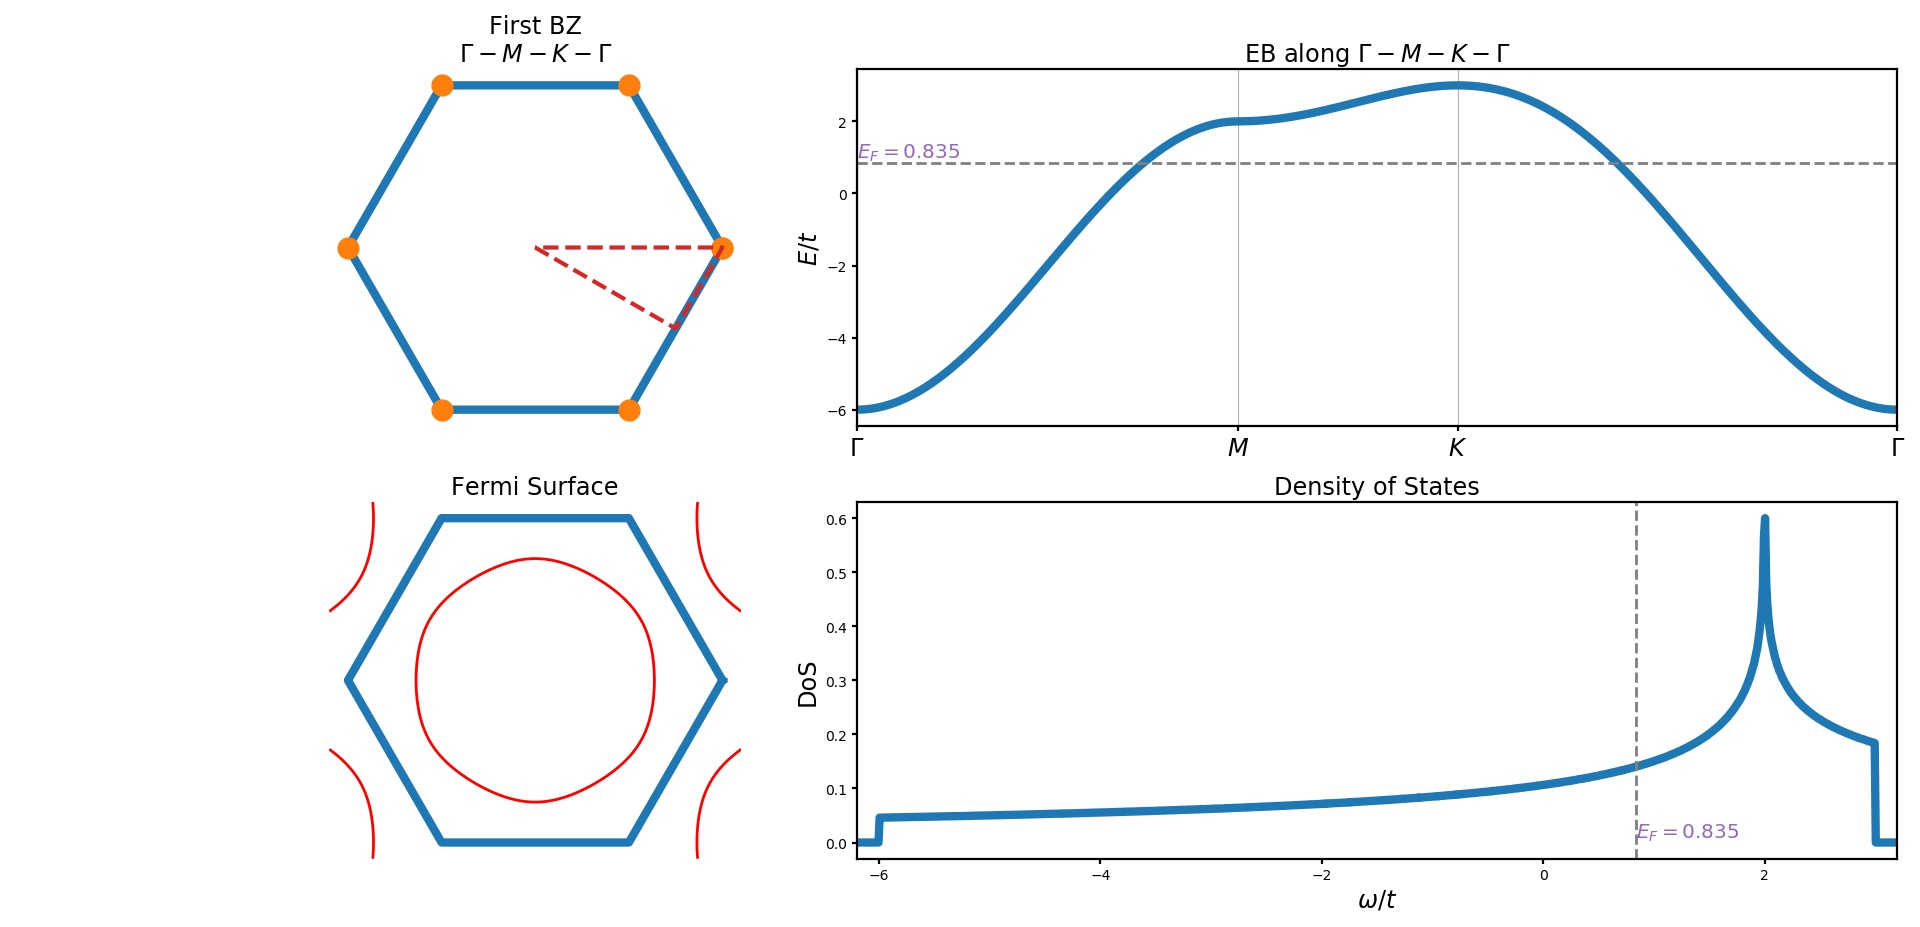 First BZ
Γ − M − K − Γ
EB along Γ − M − K − Γ
2
0
−2
−4
−6
E/t
E_F = 0.835
Γ
M
K
Γ
Fermi Surface
Density of States
0.6
0.5
0.4
0.3
0.2
0.1
0.0
DoS
E_F = 0.835
−6
−4
−2
0
2
ω/t